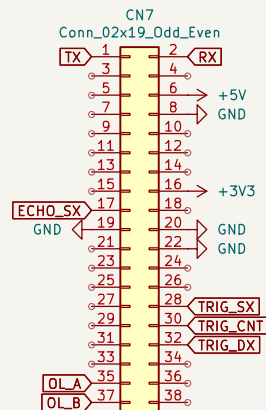 CN7
Conn_02x19_Odd_Even
TX 1 2 RX
3 4
5 6 +5V
7 8 GND
9 10
11 12
13 14
15 16 +3V3
ECHO_SX 17 18
GND 19 20 GND
21 22 GND
23 24
25 26
27 28 TRIG_SX
29 30 TRIG_CNT
31 32 TRIG_DX
33 34
OL_A 35 36
OL_B 37 38